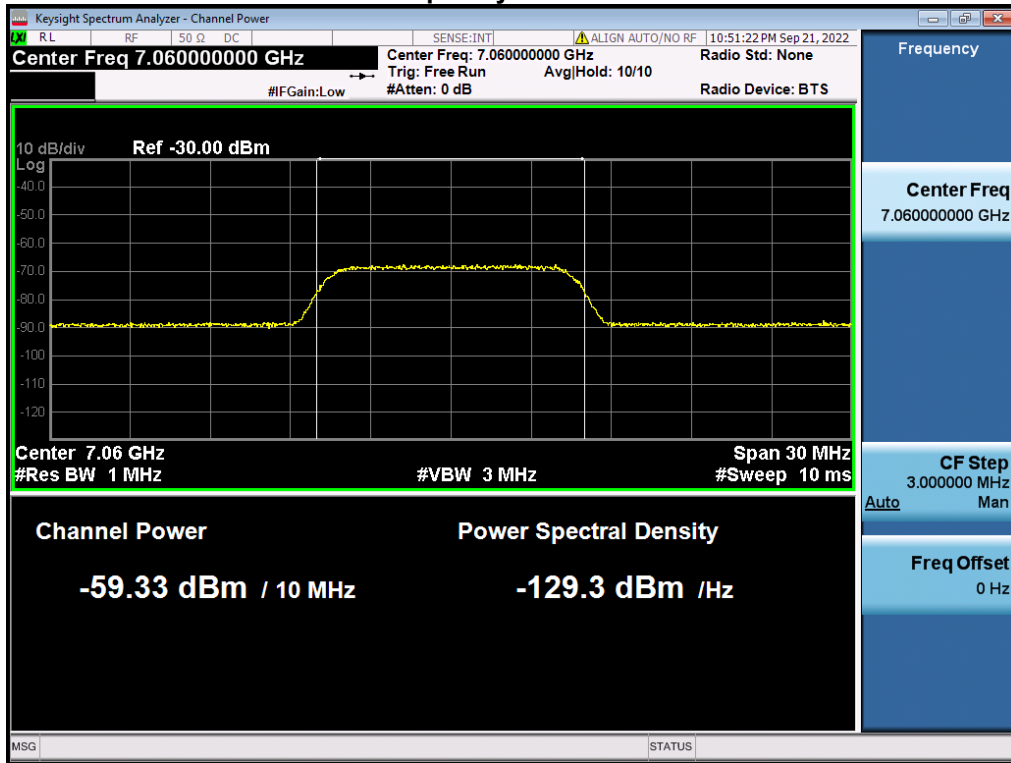 Keysight Spectrum Analyzer - Channel Power
LXI RL RF 50 Ω DC SENSE:INT ALIGN AUTO/NO RF 10:51:22 PM Sep 21, 2022
Center Freq 7.060000000 GHz
Center Freq: 7.060000000 GHz Radio Std: None
Trig: Free Run Avg|Hold: 10/10
#IFGain:Low #Atten: 0 dB Radio Device: BTS
Frequency
10 dB/div Ref -30.00 dBm
Log
-40.0
-50.0
-60.0
-70.0
-80.0
-90.0
-100
-110
-120
Center 7.06 GHz Span 30 MHz
#Res BW 1 MHz #VBW 3 MHz #Sweep 10 ms
Center Freq
7.060000000 GHz
CF Step
3.000000 MHz
Auto Man
Freq Offset
0 Hz
Channel Power Power Spectral Density
-59.33 dBm / 10 MHz -129.3 dBm /Hz
MSG STATUS